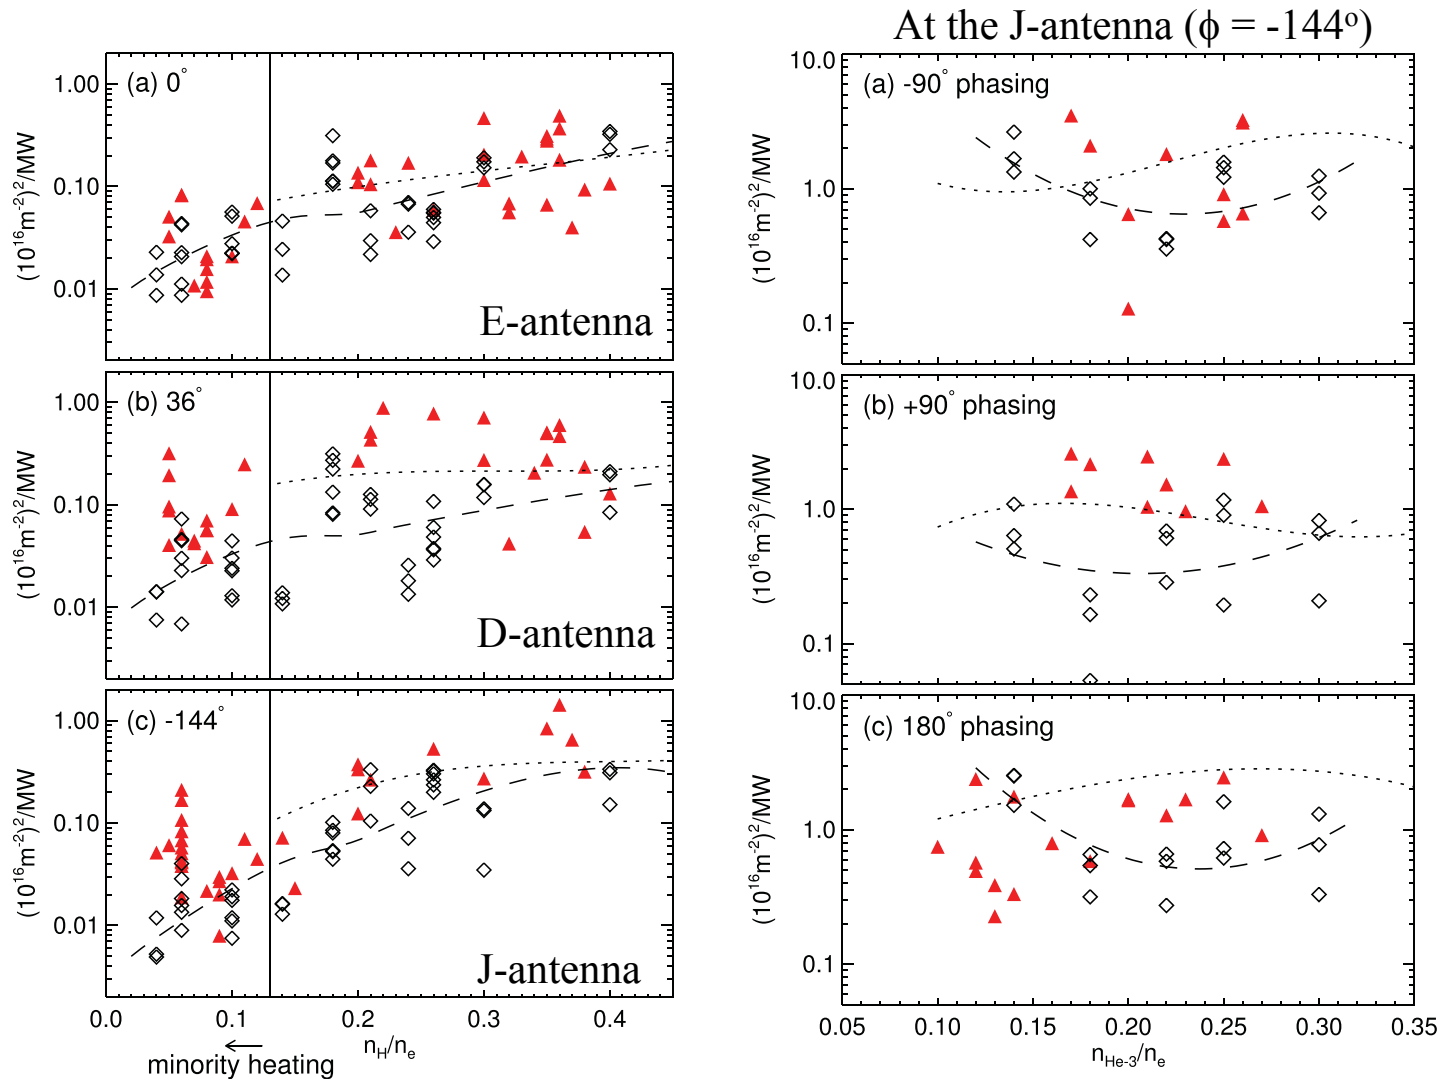 (a) 0°
1.00
0.10
0.01
(10¹⁶m⁻²)²/MW
E-antenna
(b) 36°
1.00
0.10
0.01
(10¹⁶m⁻²)²/MW
D-antenna
(c) -144°
1.00
0.10
0.01
(10¹⁶m⁻²)²/MW
J-antenna
0.0 0.1 0.2 0.3 0.4
n_H/n_e
←
minority heating
At the J-antenna (ϕ = -144°)
(a) -90° phasing
10.0
1.0
0.1
(10¹⁶m⁻²)²/MW
(b) +90° phasing
10.0
1.0
0.1
(10¹⁶m⁻²)²/MW
(c) 180° phasing
10.0
1.0
0.1
(10¹⁶m⁻²)²/MW
0.05 0.10 0.15 0.20 0.25 0.30 0.35
n_He-3/n_e